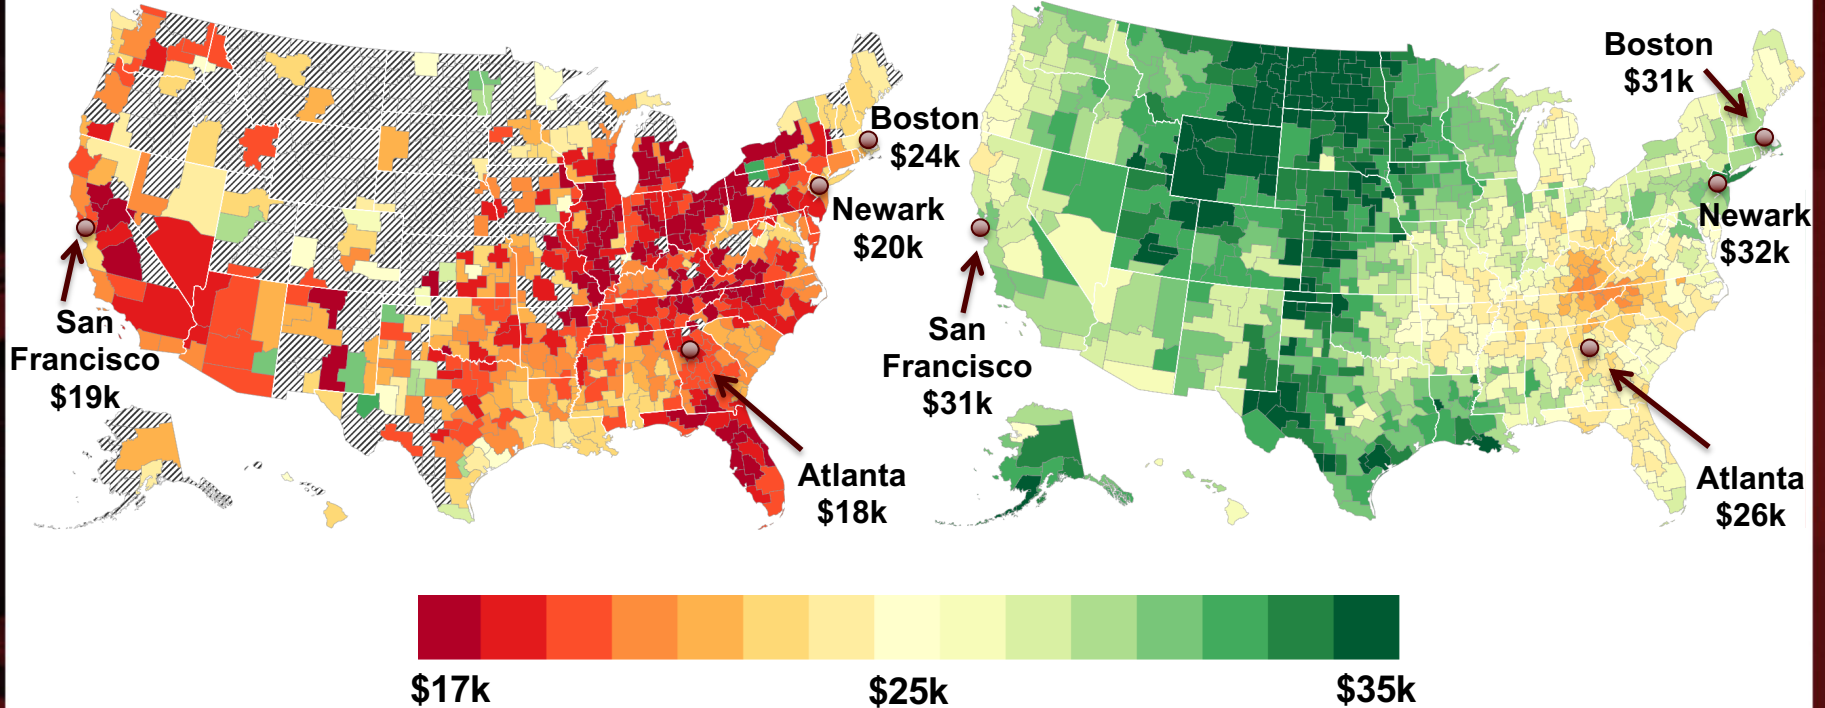 Boston
$24k
Newark
$20k
San
Francisco
$19k
Atlanta
$18k
Boston
$31k
Newark
$32k
San
Francisco
$31k
Atlanta
$26k
$17k
$25k
$35k